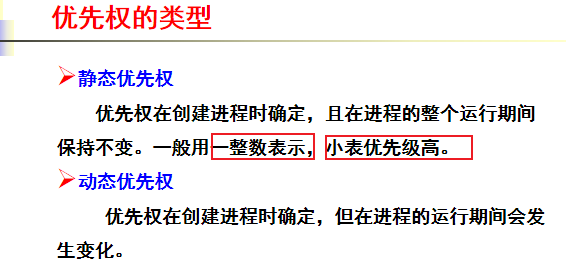 优先权的类型
静态优先权
优先权在创建进程时确定，且在进程的整个运行期间
保持不变。一般用一整数表示，小表优先级高。
动态优先权
优先权在创建进程时确定，但在进程的运行期间会发
生变化。